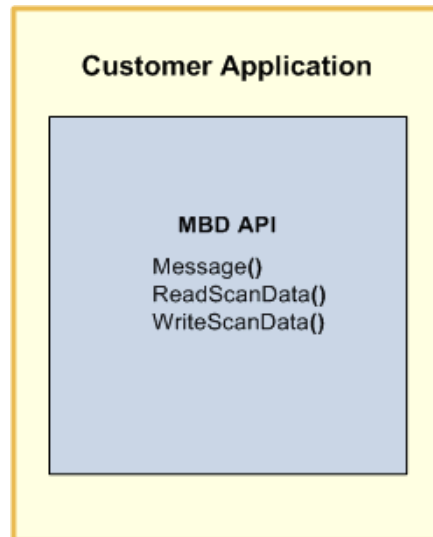 Customer Application
MBD API
Message()
ReadScanData()
WriteScanData()